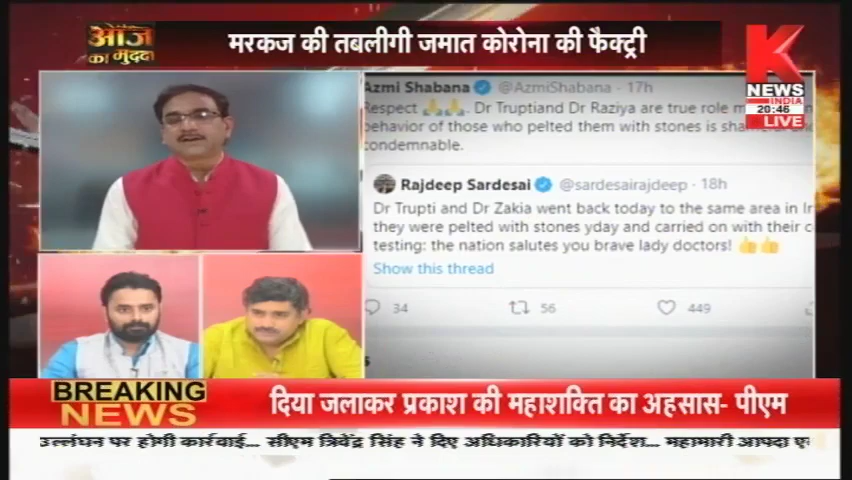 आज का मुद्दा
मरकज की तबलीगी जमात कोरोना की फैक्ट्री
K NEWS INDIA
20:46
LIVE
Azmi Shabana @AzmiShabana · 17h
Respect 🙏🙏. Dr Truptiand Dr Raziya are true role
behavior of those who pelted them with stones is
condemnable.
Rajdeep Sardesai @sardesairajdeep · 18h
Dr Trupti and Dr Zakia went back today to the same area in
they were pelted with stones yday and carried on with their
testing: the nation salutes you brave lady doctors! 👍👍
Show this thread
34 56 449
BREAKING NEWS
दिया जलाकर प्रकाश की महाशक्ति का अहसास- पीएम
उल्लंघन पर होगी कार्रवाई... सीएम त्रिवेंद्र सिंह ने दिए अधिकारियों को निर्देश... महामारी आपदा